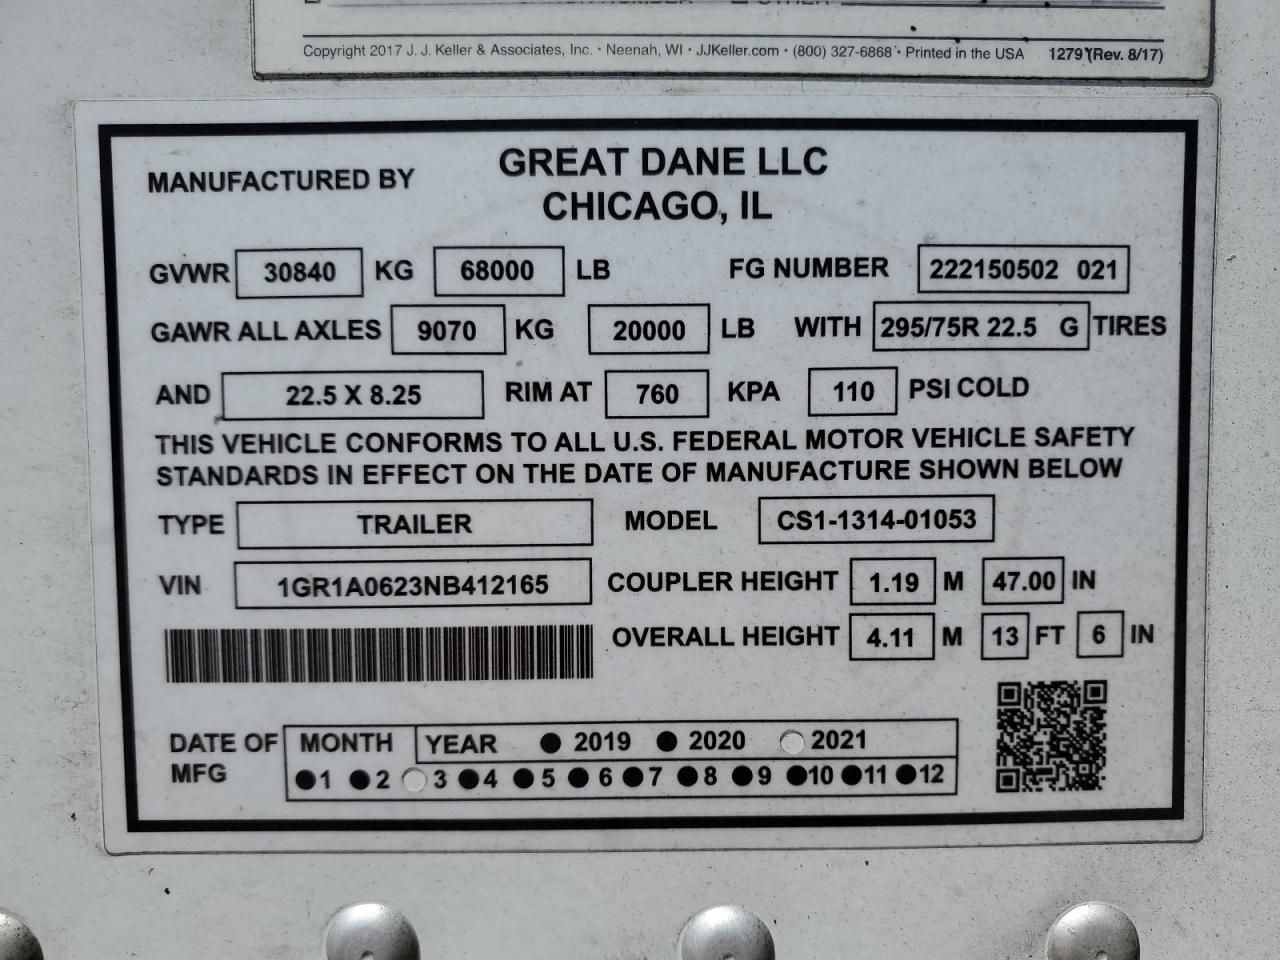 Copyright 2017 J. J. Keller & Associates, Inc. • Neenah, WI • JJKeller.com • (800) 327-6868 • Printed in the USA 1279 (Rev. 8/17)
MANUFACTURED BY GREAT DANE LLC
CHICAGO, IL
GVWR 30840 KG 68000 LB FG NUMBER 222150502 021
GAWR ALL AXLES 9070 KG 20000 LB WITH 295/75R 22.5 G TIRES
AND 22.5 X 8.25 RIM AT 760 KPA 110 PSI COLD
THIS VEHICLE CONFORMS TO ALL U.S. FEDERAL MOTOR VEHICLE SAFETY
STANDARDS IN EFFECT ON THE DATE OF MANUFACTURE SHOWN BELOW
TYPE TRAILER MODEL CS1-1314-01053
VIN 1GR1A0623NB412165 COUPLER HEIGHT 1.19 M 47.00 IN
OVERALL HEIGHT 4.11 M 13 FT 6 IN
DATE OF MFG MONTH YEAR 2019 2020 2021
1 2 3 4 5 6 7 8 9 10 11 12